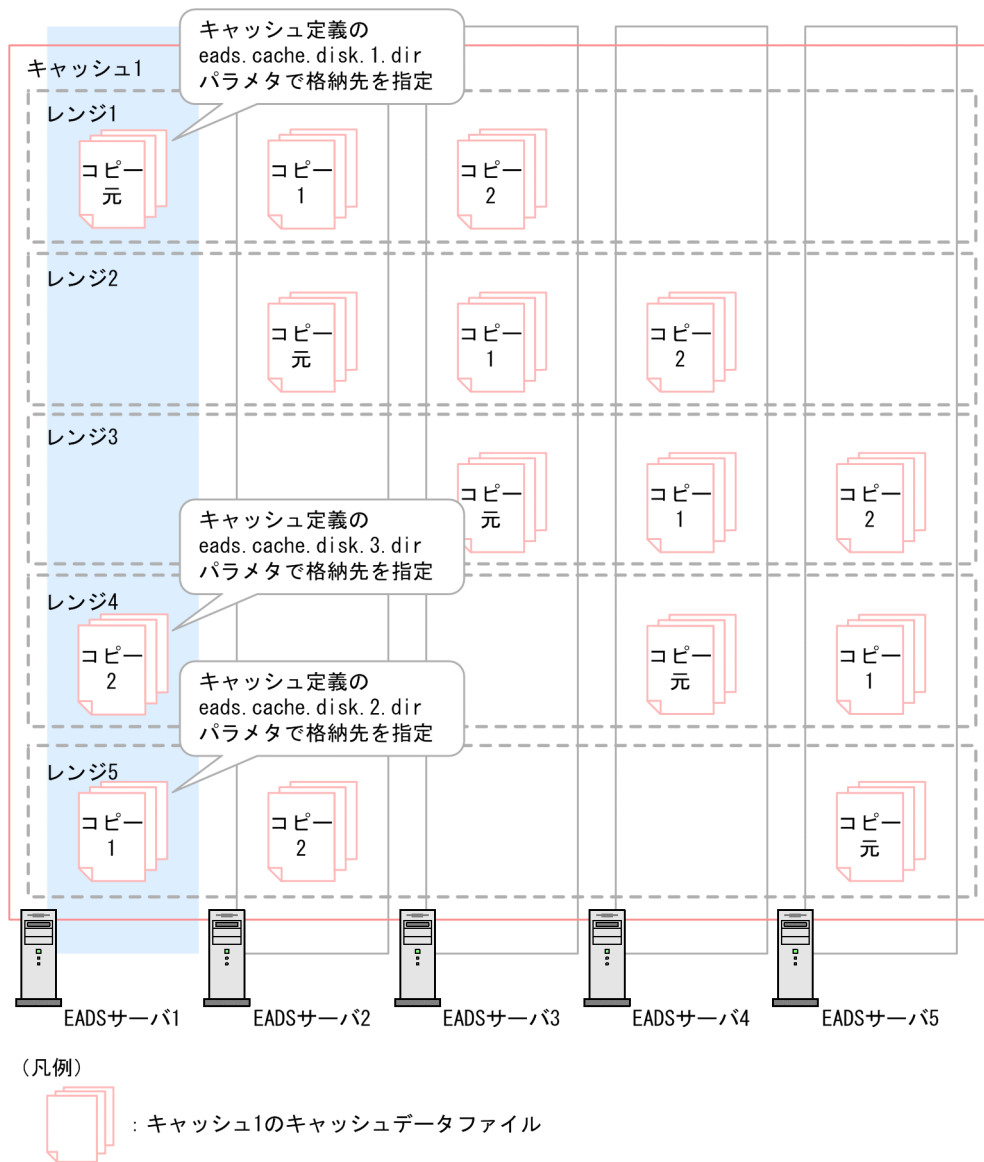 キャッシュ定義の
eads.cache.disk.1.dir
パラメタで格納先を指定
キャッシュ1
レンジ1
コピー
元
コピー
1
コピー
2
レンジ2
コピー
元
コピー
1
コピー
2
レンジ3
コピー
元
コピー
1
コピー
2
キャッシュ定義の
eads.cache.disk.3.dir
パラメタで格納先を指定
レンジ4
コピー
2
コピー
元
コピー
1
キャッシュ定義の
eads.cache.disk.2.dir
パラメタで格納先を指定
レンジ5
コピー
1
コピー
2
コピー
元
EADSサーバ1
EADSサーバ2
EADSサーバ3
EADSサーバ4
EADSサーバ5
(凡例)
:キャッシュ1のキャッシュデータファイル